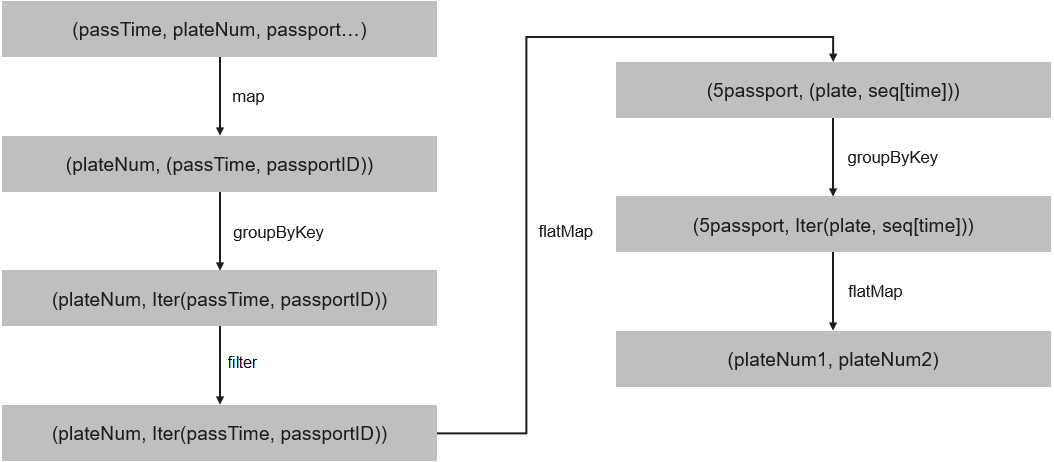 (passTime, plateNum, passport…)
map
(plateNum, (passTime, passportID))
groupByKey
(plateNum, Iter(passTime, passportID))
filter
(plateNum, Iter(passTime, passportID))
flatMap
(5passport, (plate, seq[time]))
groupByKey
(5passport, Iter(plate, seq[time]))
flatMap
(plateNum1, plateNum2)